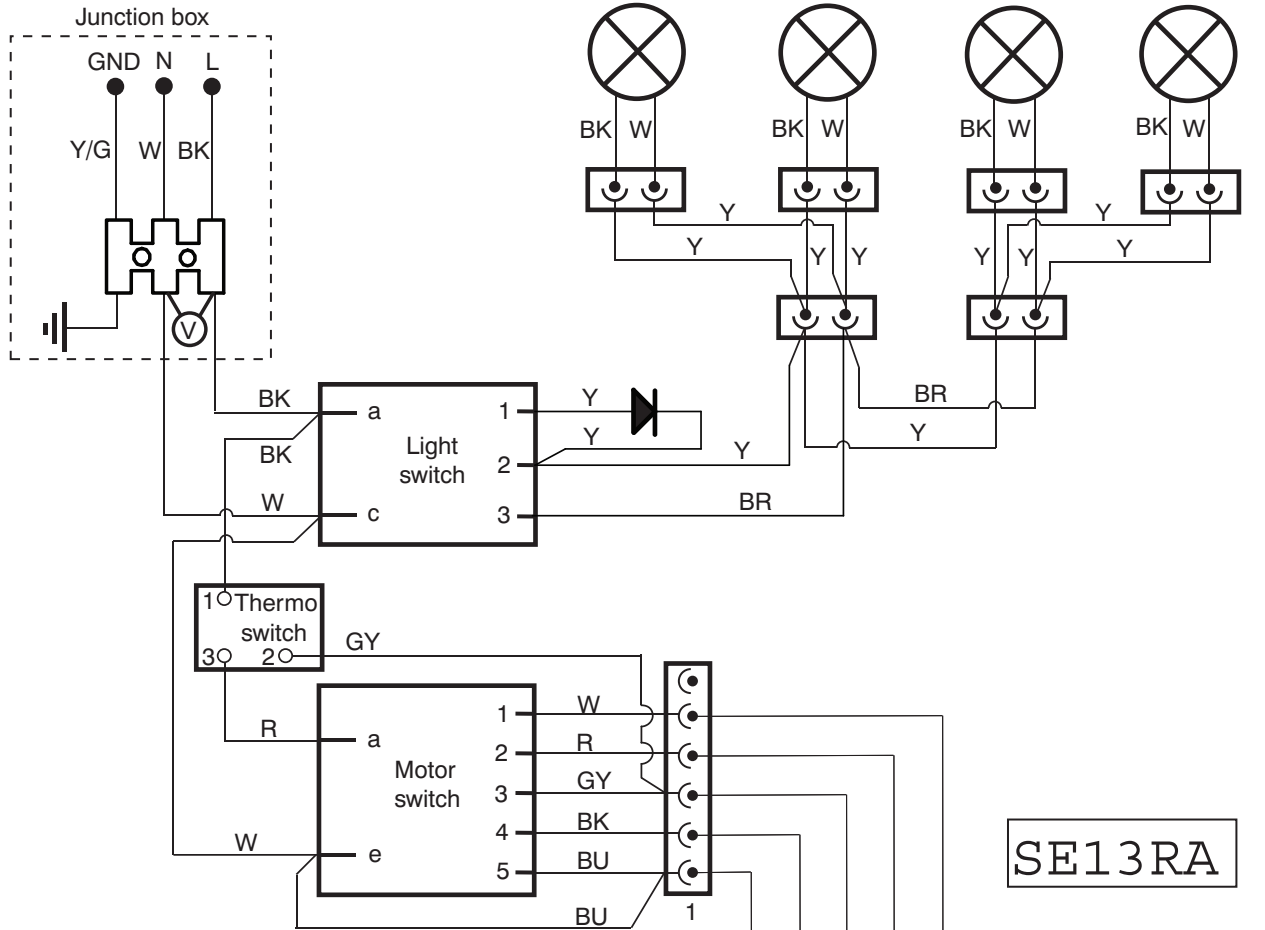 Junction box
GND N L
Y/G W BK
V
BK W BK W BK W BK W
Y Y
Y Y Y Y Y Y
BK a 1 Y
BR
BK Light switch Y Y
2 Y
W c 3 BR
1 Thermo
switch
3 2 GY
R a 1 W
2 R
Motor
switch
3 GY
4 BK
W e 5 BU
BU 1
SE13RA